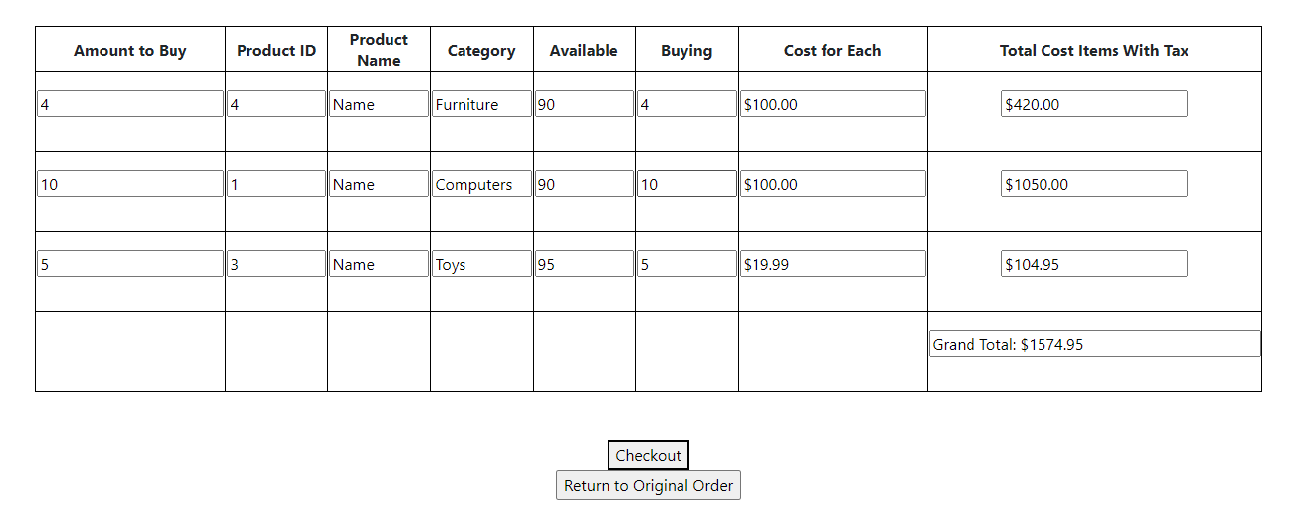 Amount to Buy Product ID Product Name Category Available Buying Cost for Each Total Cost Items With Tax
4 4 Name Furniture 90 4 $100.00 $420.00
10 1 Name Computers 90 10 $100.00 $1050.00
5 3 Name Toys 95 5 $19.99 $104.95
Grand Total: $1574.95
Checkout
Return to Original Order